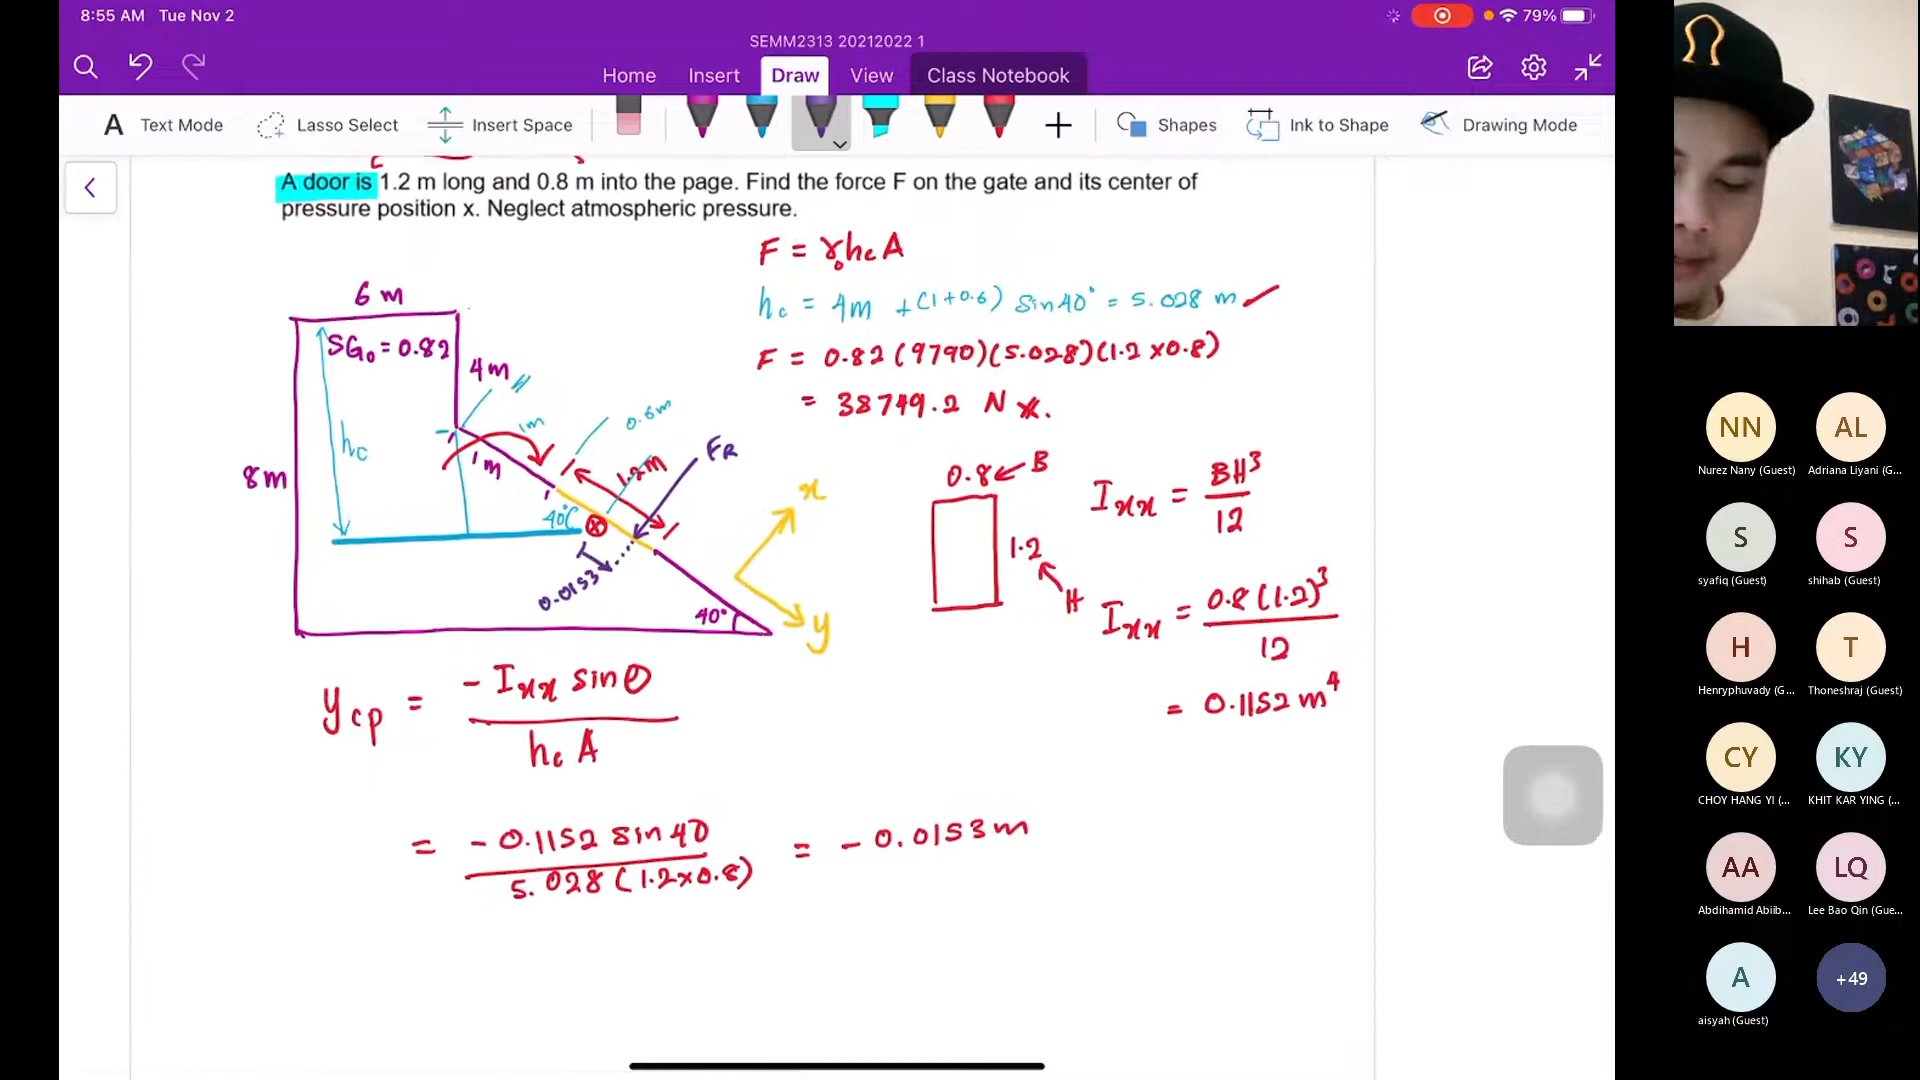 8:55 AM Tue Nov 2
79%
SEMM2313 20212022 1
Home Insert Draw View Class Notebook
A Text Mode Lasso Select Insert Space Shapes Ink to Shape Drawing Mode
A door is 1.2 m long and 0.8 m into the page. Find the force F on the gate and its center of
pressure position x. Neglect atmospheric pressure.
F = γₒhcA
hc = 4m + (1+0.6) sin40° = 5.028 m
F = 0.82(9790)(5.028)(1.2×0.8)
= 38749.2 N
6 m
SGo = 0.82
4m
hc
8m
1m
1m
0.6m
1.2m
FR
40°C
0.0153
40°
x
y
0.8 ← B
1.2
H
Ixx = BH³/12
Ixx = 0.8(1.2)³/12
= 0.1152 m⁴
ycp = -Ixx sinθ / hc A
= -0.1152 sin 40 / 5.028(1.2×0.8) = -0.0153m
NN
Nurez Nany (Guest)
AL
Adriana Liyani (G...
S
syafiq (Guest)
S
shihab (Guest)
H
Henryphuvady (G...
T
Thoneshraj (Guest)
CY
CHOY HANG YI (...
KY
KHIT KAR YING (...
AA
Abdihamid Abiib...
LQ
Lee Bao Qin (Gue...
A
aisyah (Guest)
+49